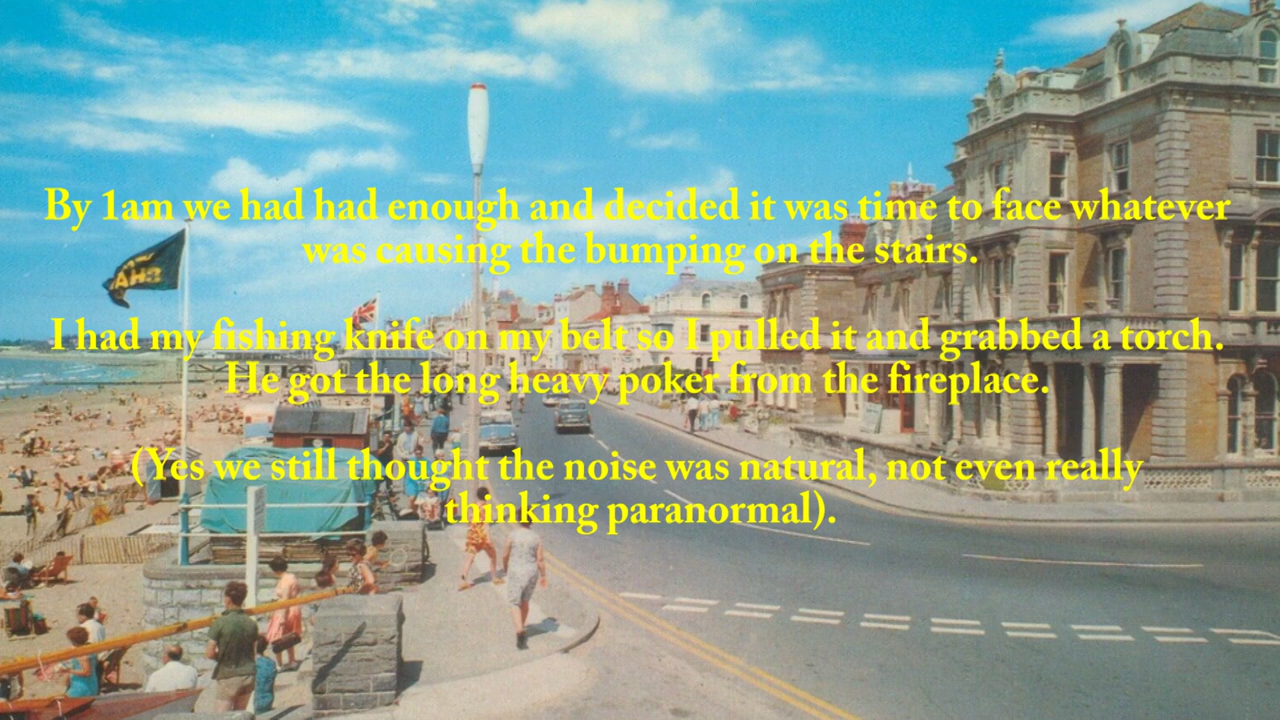 By 1am we had had enough and decided it was time to face whatever
was causing the bumping on the stairs.
I had my fishing knife on my belt so I pulled it and grabbed a torch.
He got the long heavy poker from the fireplace.
(Yes we still thought the noise was natural, not even really
thinking paranormal).